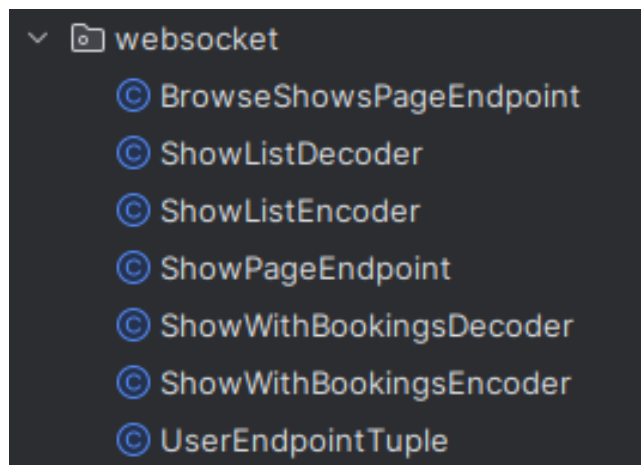 websocket
© BrowseShowsPageEndpoint
© ShowListDecoder
© ShowListEncoder
© ShowPageEndpoint
© ShowWithBookingsDecoder
© ShowWithBookingsEncoder
© UserEndpointTuple